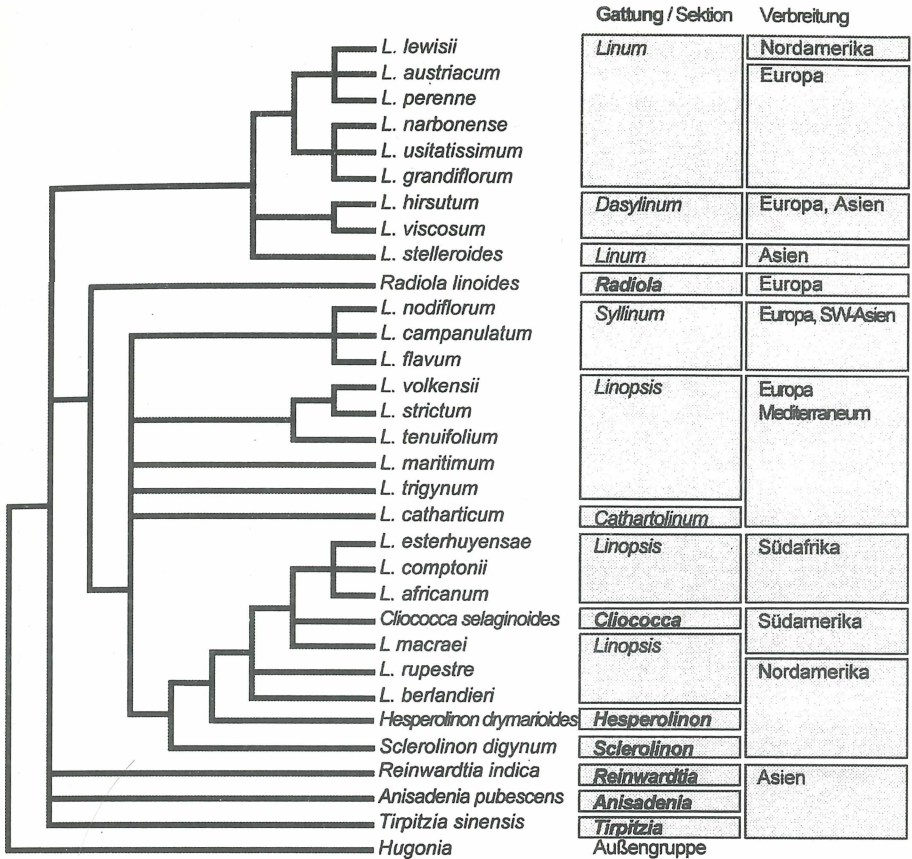 Gattung / Sektion Verbreitung
L. lewisii Linum Nordamerika
L. austriacum Europa
L. perenne
L. narbonense
L. usitatissimum
L. grandiflorum
L. hirsutum Dasylinum Europa, Asien
L. viscosum
L. stelleroides Linum Asien
Radiola linoides Radiola Europa
L. nodiflorum Syllinum Europa, SW-Asien
L. campanulatum
L. flavum
L. volkensii Linopsis Europa
L. strictum Mediterraneum
L. tenuifolium
L. maritimum
L. trigynum
L. catharticum Cathartolinum
L. esterhuyensae Linopsis Südafrika
L. comptonii
L. africanum
Cliococca selaginoides Cliococca Südamerika
L macraei Linopsis
L. rupestre Nordamerika
L. berlandieri
Hesperolinon drymarioides Hesperolinon
Sclerolinon digynum Sclerolinon
Reinwardtia indica Reinwardtia Asien
Anisadenia pubescens Anisadenia
Tirpitzia sinensis Tirpitzia
Hugonia Außengruppe